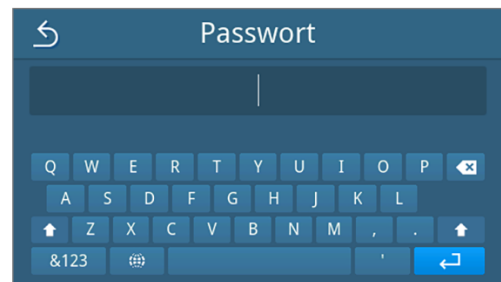 Passwort
Q W E R T Y U I O P
A S D F G H J K L
Z X C V B N M , .
&123 '